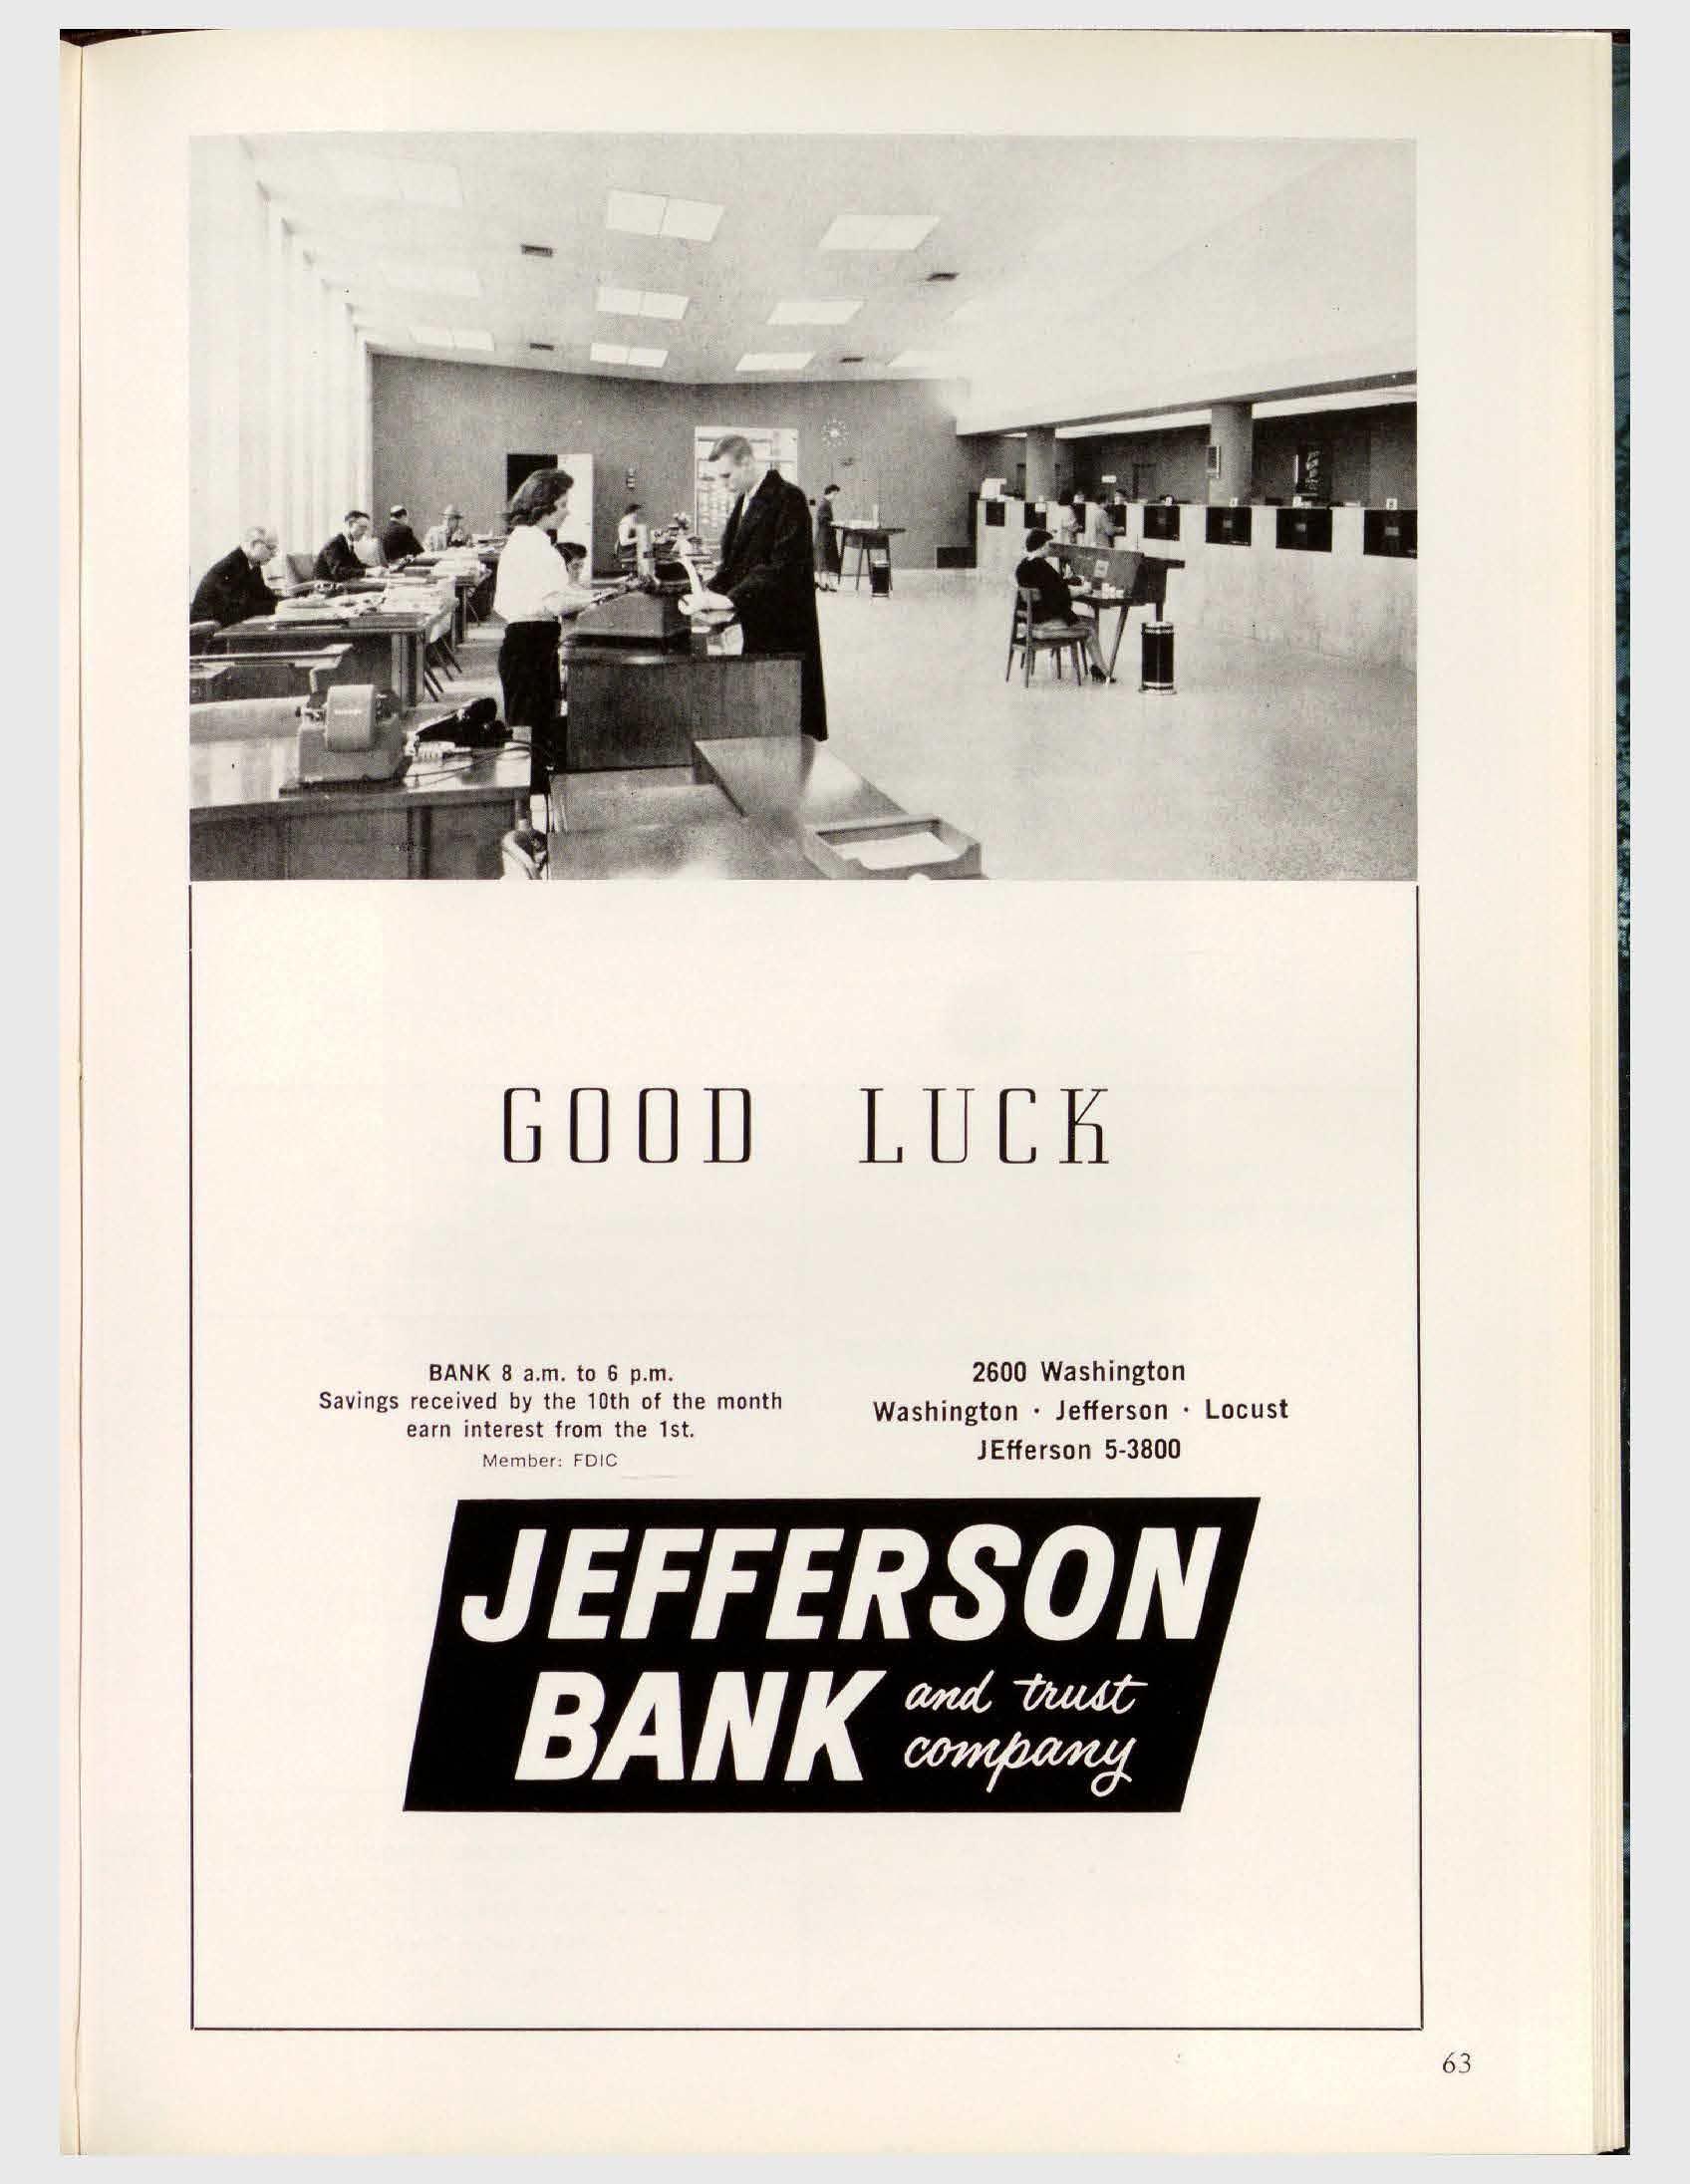 GOOD LUCK
BANK 8 a.m. to 6 p.m.
Savings received by the 10th of the month
earn interest from the 1st.
Member: FDIC
2600 Washington
Washington · Jefferson · Locust
JEfferson 5-3800
JEFFERSON
BANK and trust
company
63